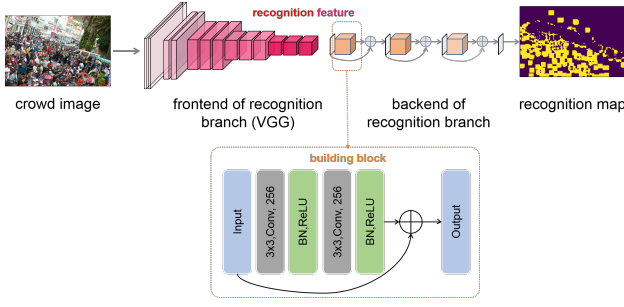 recognition feature
crowd image
frontend of recognition
branch (VGG)
backend of
recognition branch
recognition map
building block
Input
3x3,Conv, 256
BN,ReLU
3x3,Conv, 256
BN,ReLU
Output